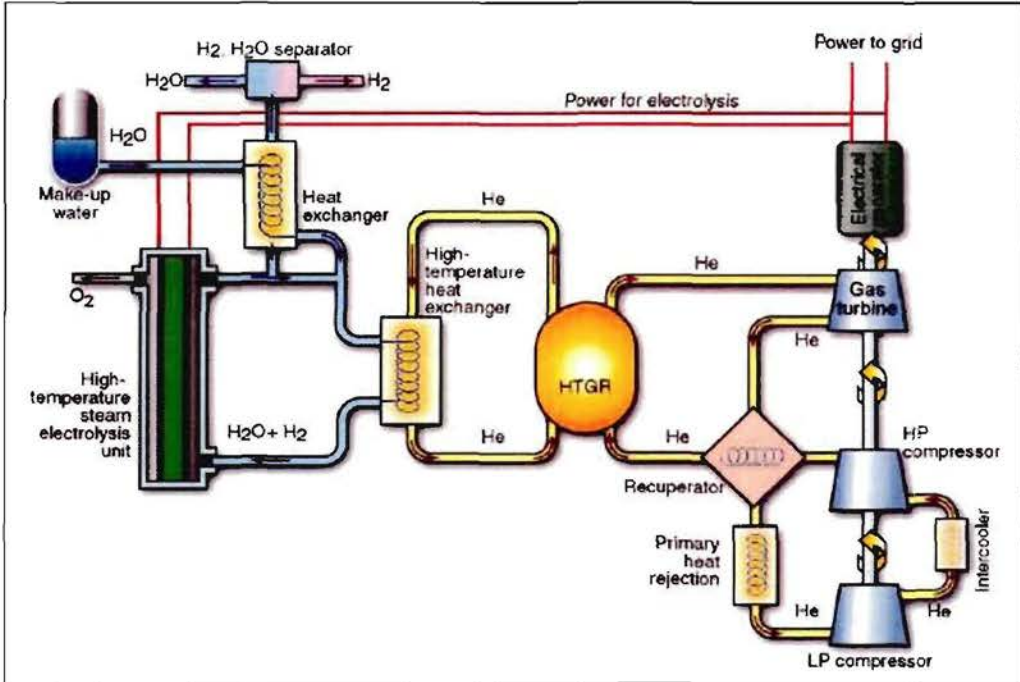 H2, H2O separator
H2O
H2
Power to grid
Power for electrolysis
H2O
Make-up
water
Heat
exchanger
He
High-
temperature
heat
exchanger
He
Electrical
generator
Gas
turbine
He
O2
HTGR
High-
temperature
steam
electrolysis
unit
H2O + H2
He
He
Recuperator
HP
compressor
Primary
heat
rejection
Intercooler
He
He
LP compressor